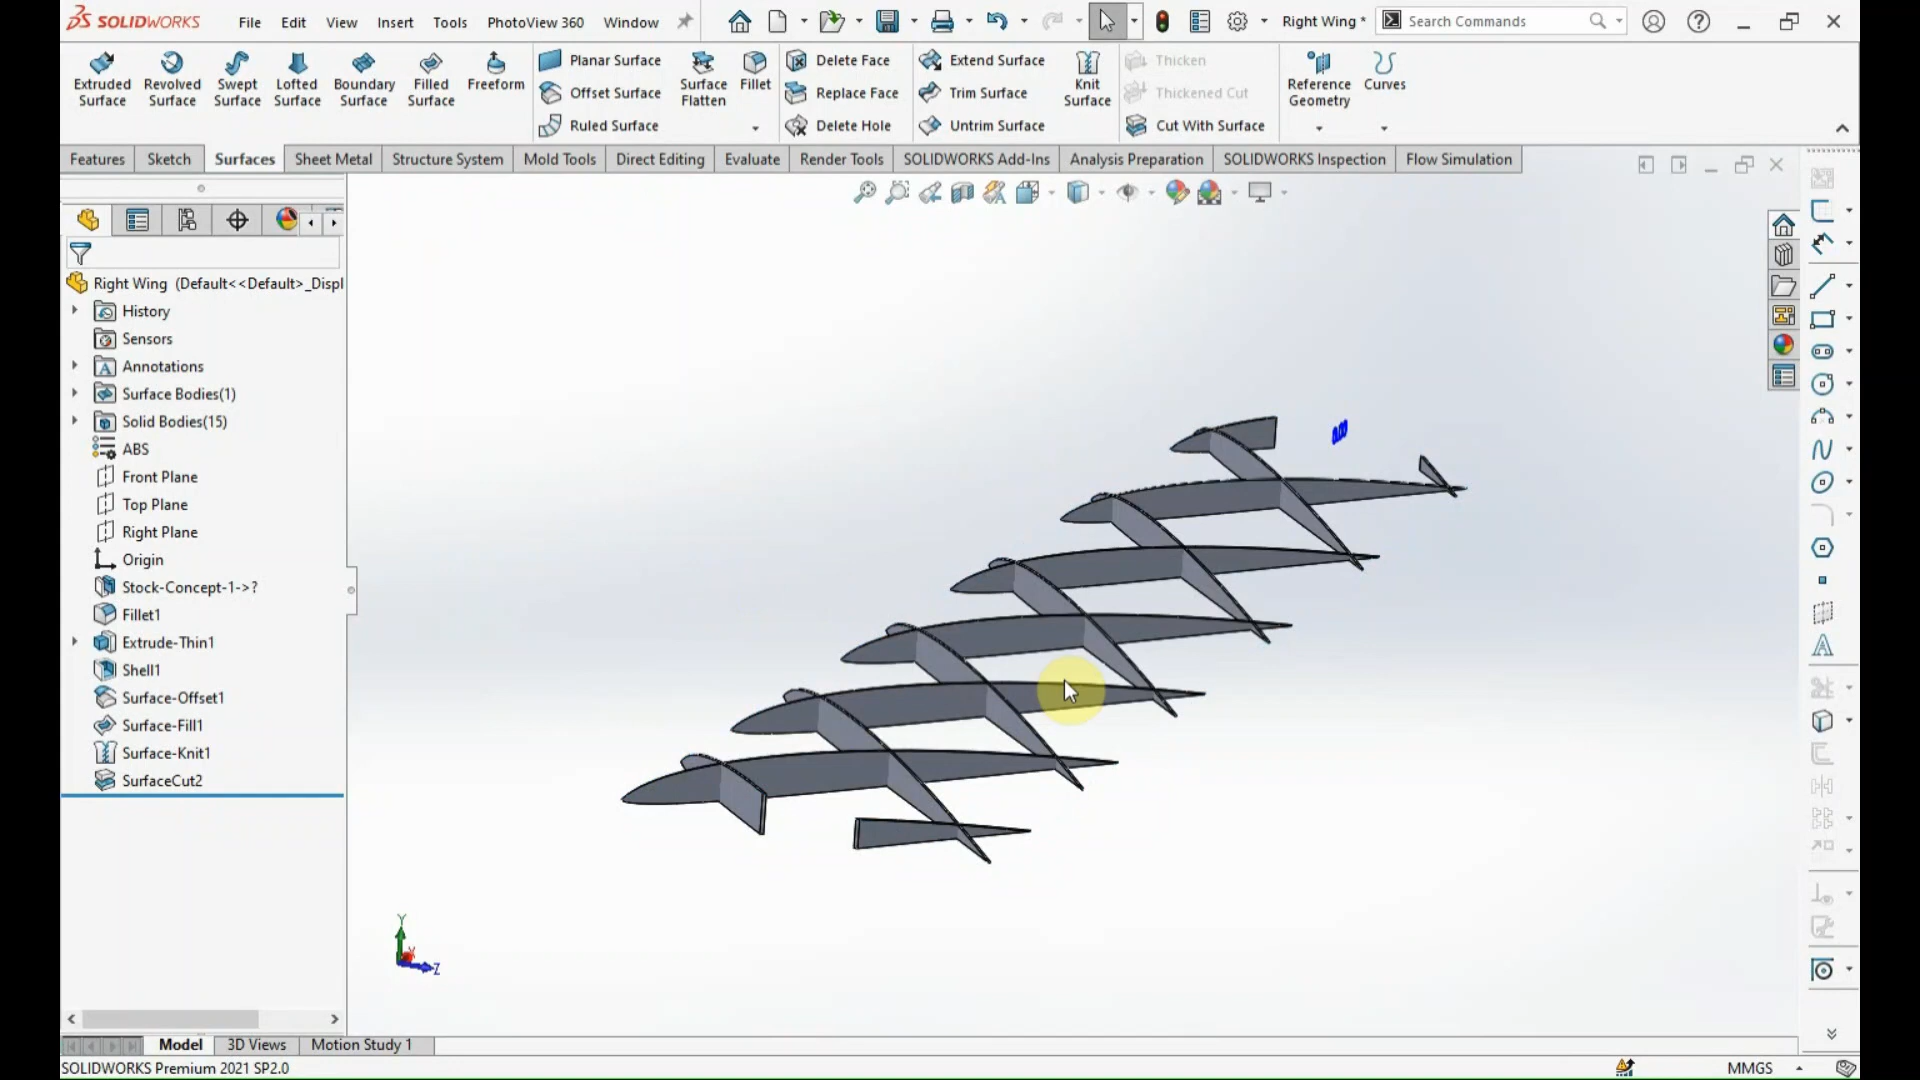 SOLIDWORKS File Edit View Insert Tools PhotoView 360 Window Right Wing * Search Commands
Extruded Surface
Revolved Surface
Swept Surface
Lofted Surface
Boundary Surface
Filled Surface
Freeform
Planar Surface
Offset Surface
Ruled Surface
Surface Flatten
Fillet
Delete Face
Replace Face
Delete Hole
Extend Surface
Trim Surface
Untrim Surface
Knit Surface
Thicken
Thickened Cut
Cut With Surface
Reference Geometry
Curves
Features Sketch Surfaces Sheet Metal Structure System Mold Tools Direct Editing Evaluate Render Tools SOLIDWORKS Add-Ins Analysis Preparation SOLIDWORKS Inspection Flow Simulation
Right Wing (Default<<Default>_Displ
History
Sensors
Annotations
Surface Bodies(1)
Solid Bodies(15)
ABS
Front Plane
Top Plane
Right Plane
Origin
Stock-Concept-1->?
Fillet1
Extrude-Thin1
Shell1
Surface-Offset1
Surface-Fill1
Surface-Knit1
SurfaceCut2
Y
Z
Model 3D Views Motion Study 1
SOLIDWORKS Premium 2021 SP2.0 MMGS